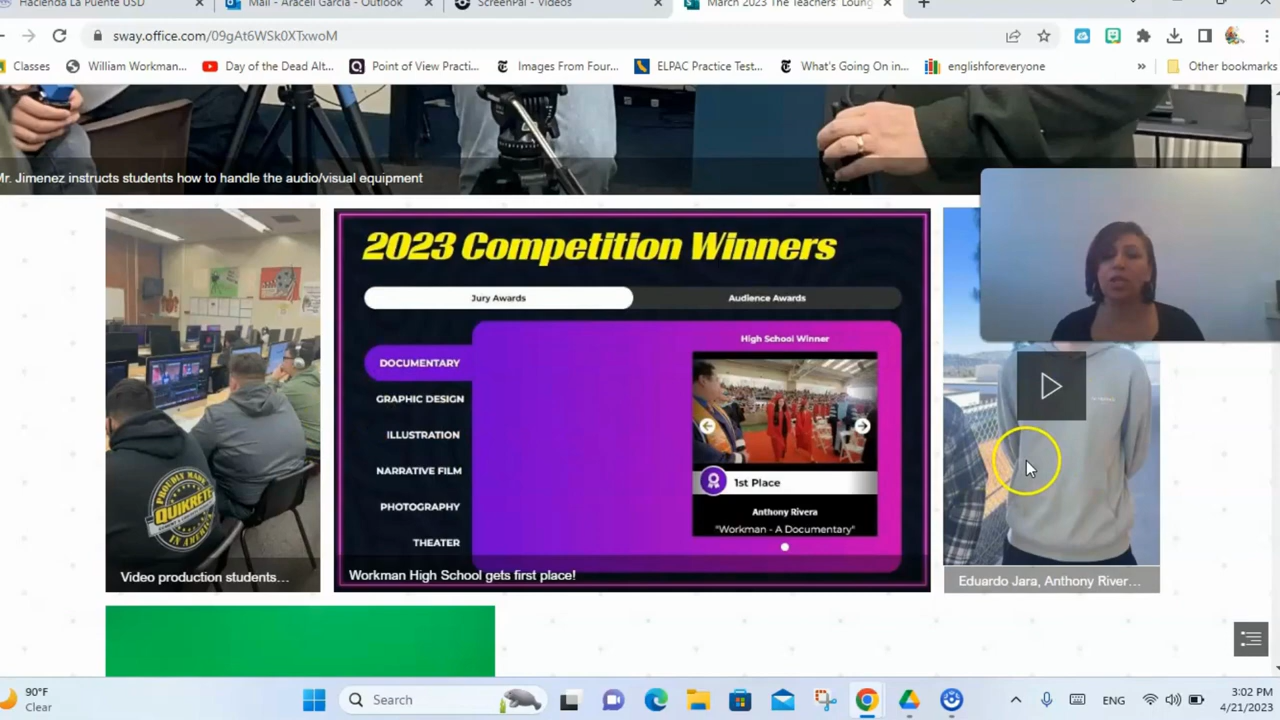 Hacienda La Puente USD
Mail - Araceli Garcia - Outlook
ScreenPal - Videos
March 2023 The Teachers' Loung
sway.office.com/09gAt6WSk0XTxwoM
Classes
William Workman...
Day of the Dead Alt...
Point of View Practi...
Images From Four...
ELPAC Practice Test...
What's Going On in...
englishforeveryone
»
Other bookmarks
Mr. Jimenez instructs students how to handle the audio/visual equipment
2023 Competition Winners
Jury Awards
Audience Awards
High School Winner
DOCUMENTARY
GRAPHIC DESIGN
ILLUSTRATION
NARRATIVE FILM
PHOTOGRAPHY
THEATER
1st Place
Anthony Rivera
"Workman - A Documentary"
PROUDLY MADE
QUIKRETE
IN AMERICA
Video production students...
Workman High School gets first place!
Eduardo Jara, Anthony River...
90°F
Clear
Search
ENG
3:02 PM
4/21/2023